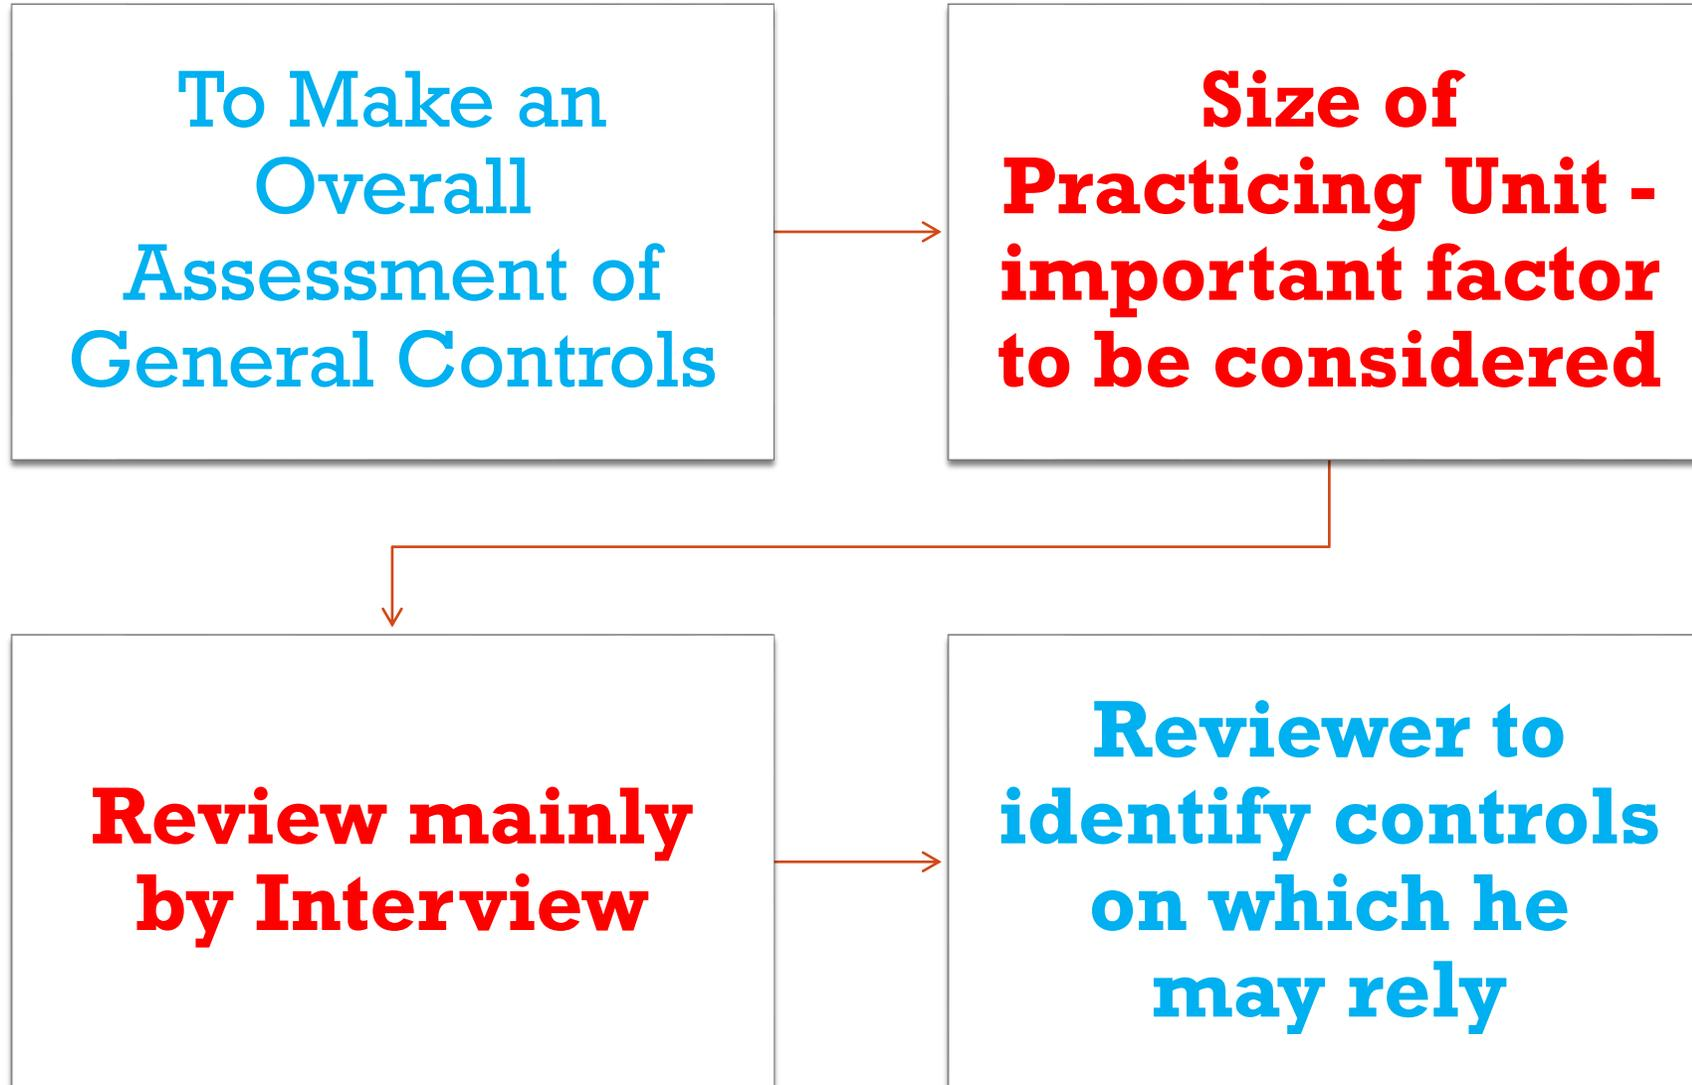 To Make an
Overall
Assessment of
General Controls
Size of
Practicing Unit -
important factor
to be considered
Review mainly
by Interview
Reviewer to
identify controls
on which he
may rely